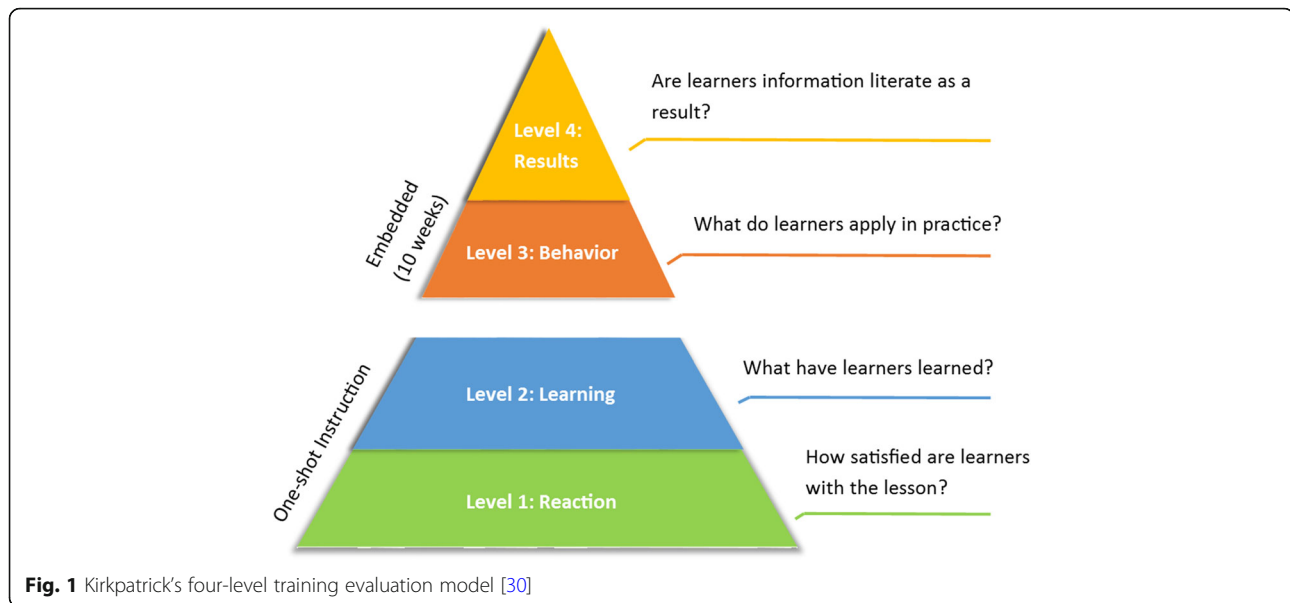 Are learners information literate as a
result?
Level 4:
Results
Embedded
(10 weeks)
What do learners apply in practice?
Level 3: Behavior
What have learners learned?
Level 2: Learning
One-shot Instruction
How satisfied are learners
with the lesson?
Level 1: Reaction
Fig. 1 Kirkpatrick's four-level training evaluation model [30]